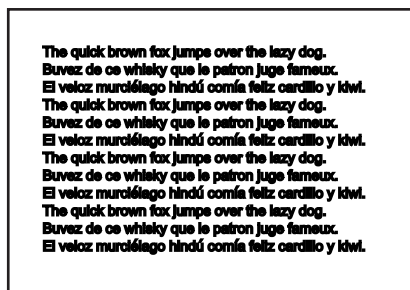 The quick brown fox jumps over the lazy dog.
Buvez de ce whisky que le patron juge fameux.
El veloz murciélago hindú comía feliz cardillo y kiwi.
The quick brown fox jumps over the lazy dog.
Buvez de ce whisky que le patron juge fameux.
El veloz murciélago hindú comía feliz cardillo y kiwi.
The quick brown fox jumps over the lazy dog.
Buvez de ce whisky que le patron juge fameux.
El veloz murciélago hindú comía feliz cardillo y kiwi.
The quick brown fox jumps over the lazy dog.
Buvez de ce whisky que le patron juge fameux.
El veloz murciélago hindú comía feliz cardillo y kiwi.